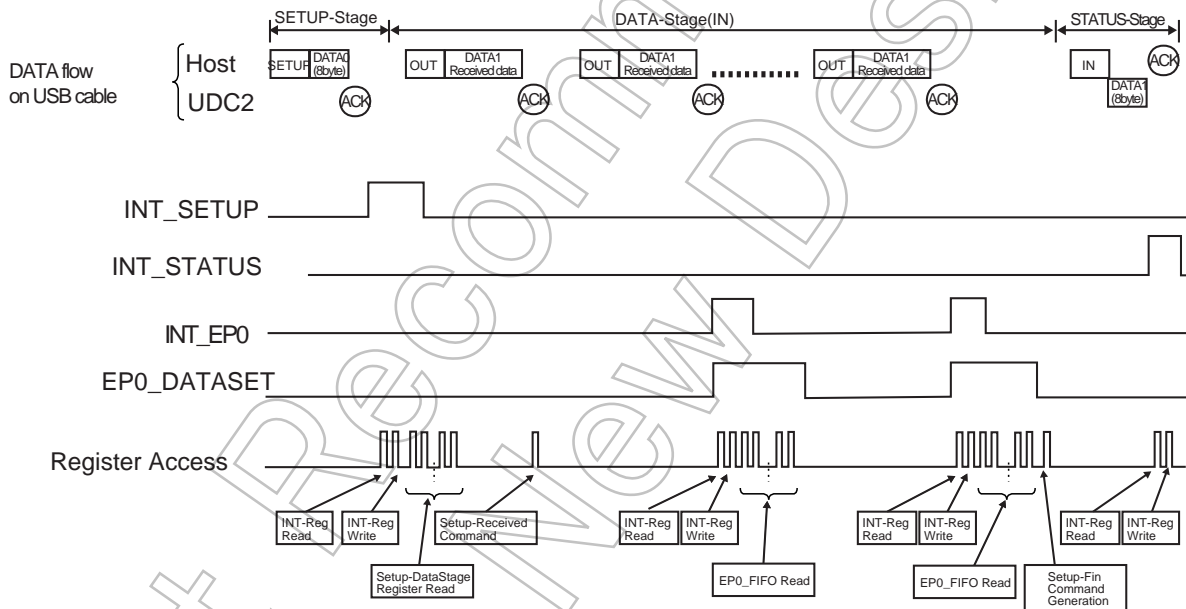 SETUP-Stage
DATA-Stage(IN)
STATUS-Stage
DATA flow
on USB cable
Host
UDC2
SETUP
DATA0
(8byte)
ACK
OUT
DATA1
Received data
ACK
OUT
DATA1
Received data
ACK
OUT
DATA1
Received data
ACK
IN
DATA1
(8byte)
ACK
INT_SETUP
INT_STATUS
INT_EP0
EP0_DATASET
Register Access
INT-Reg
Read
INT-Reg
Write
Setup-Received
Command
INT-Reg
Read
INT-Reg
Write
INT-Reg
Read
INT-Reg
Write
INT-Reg
Read
INT-Reg
Write
Setup-DataStage
Register Read
EP0_FIFO Read
EP0_FIFO Read
Setup-Fin
Command
Generation